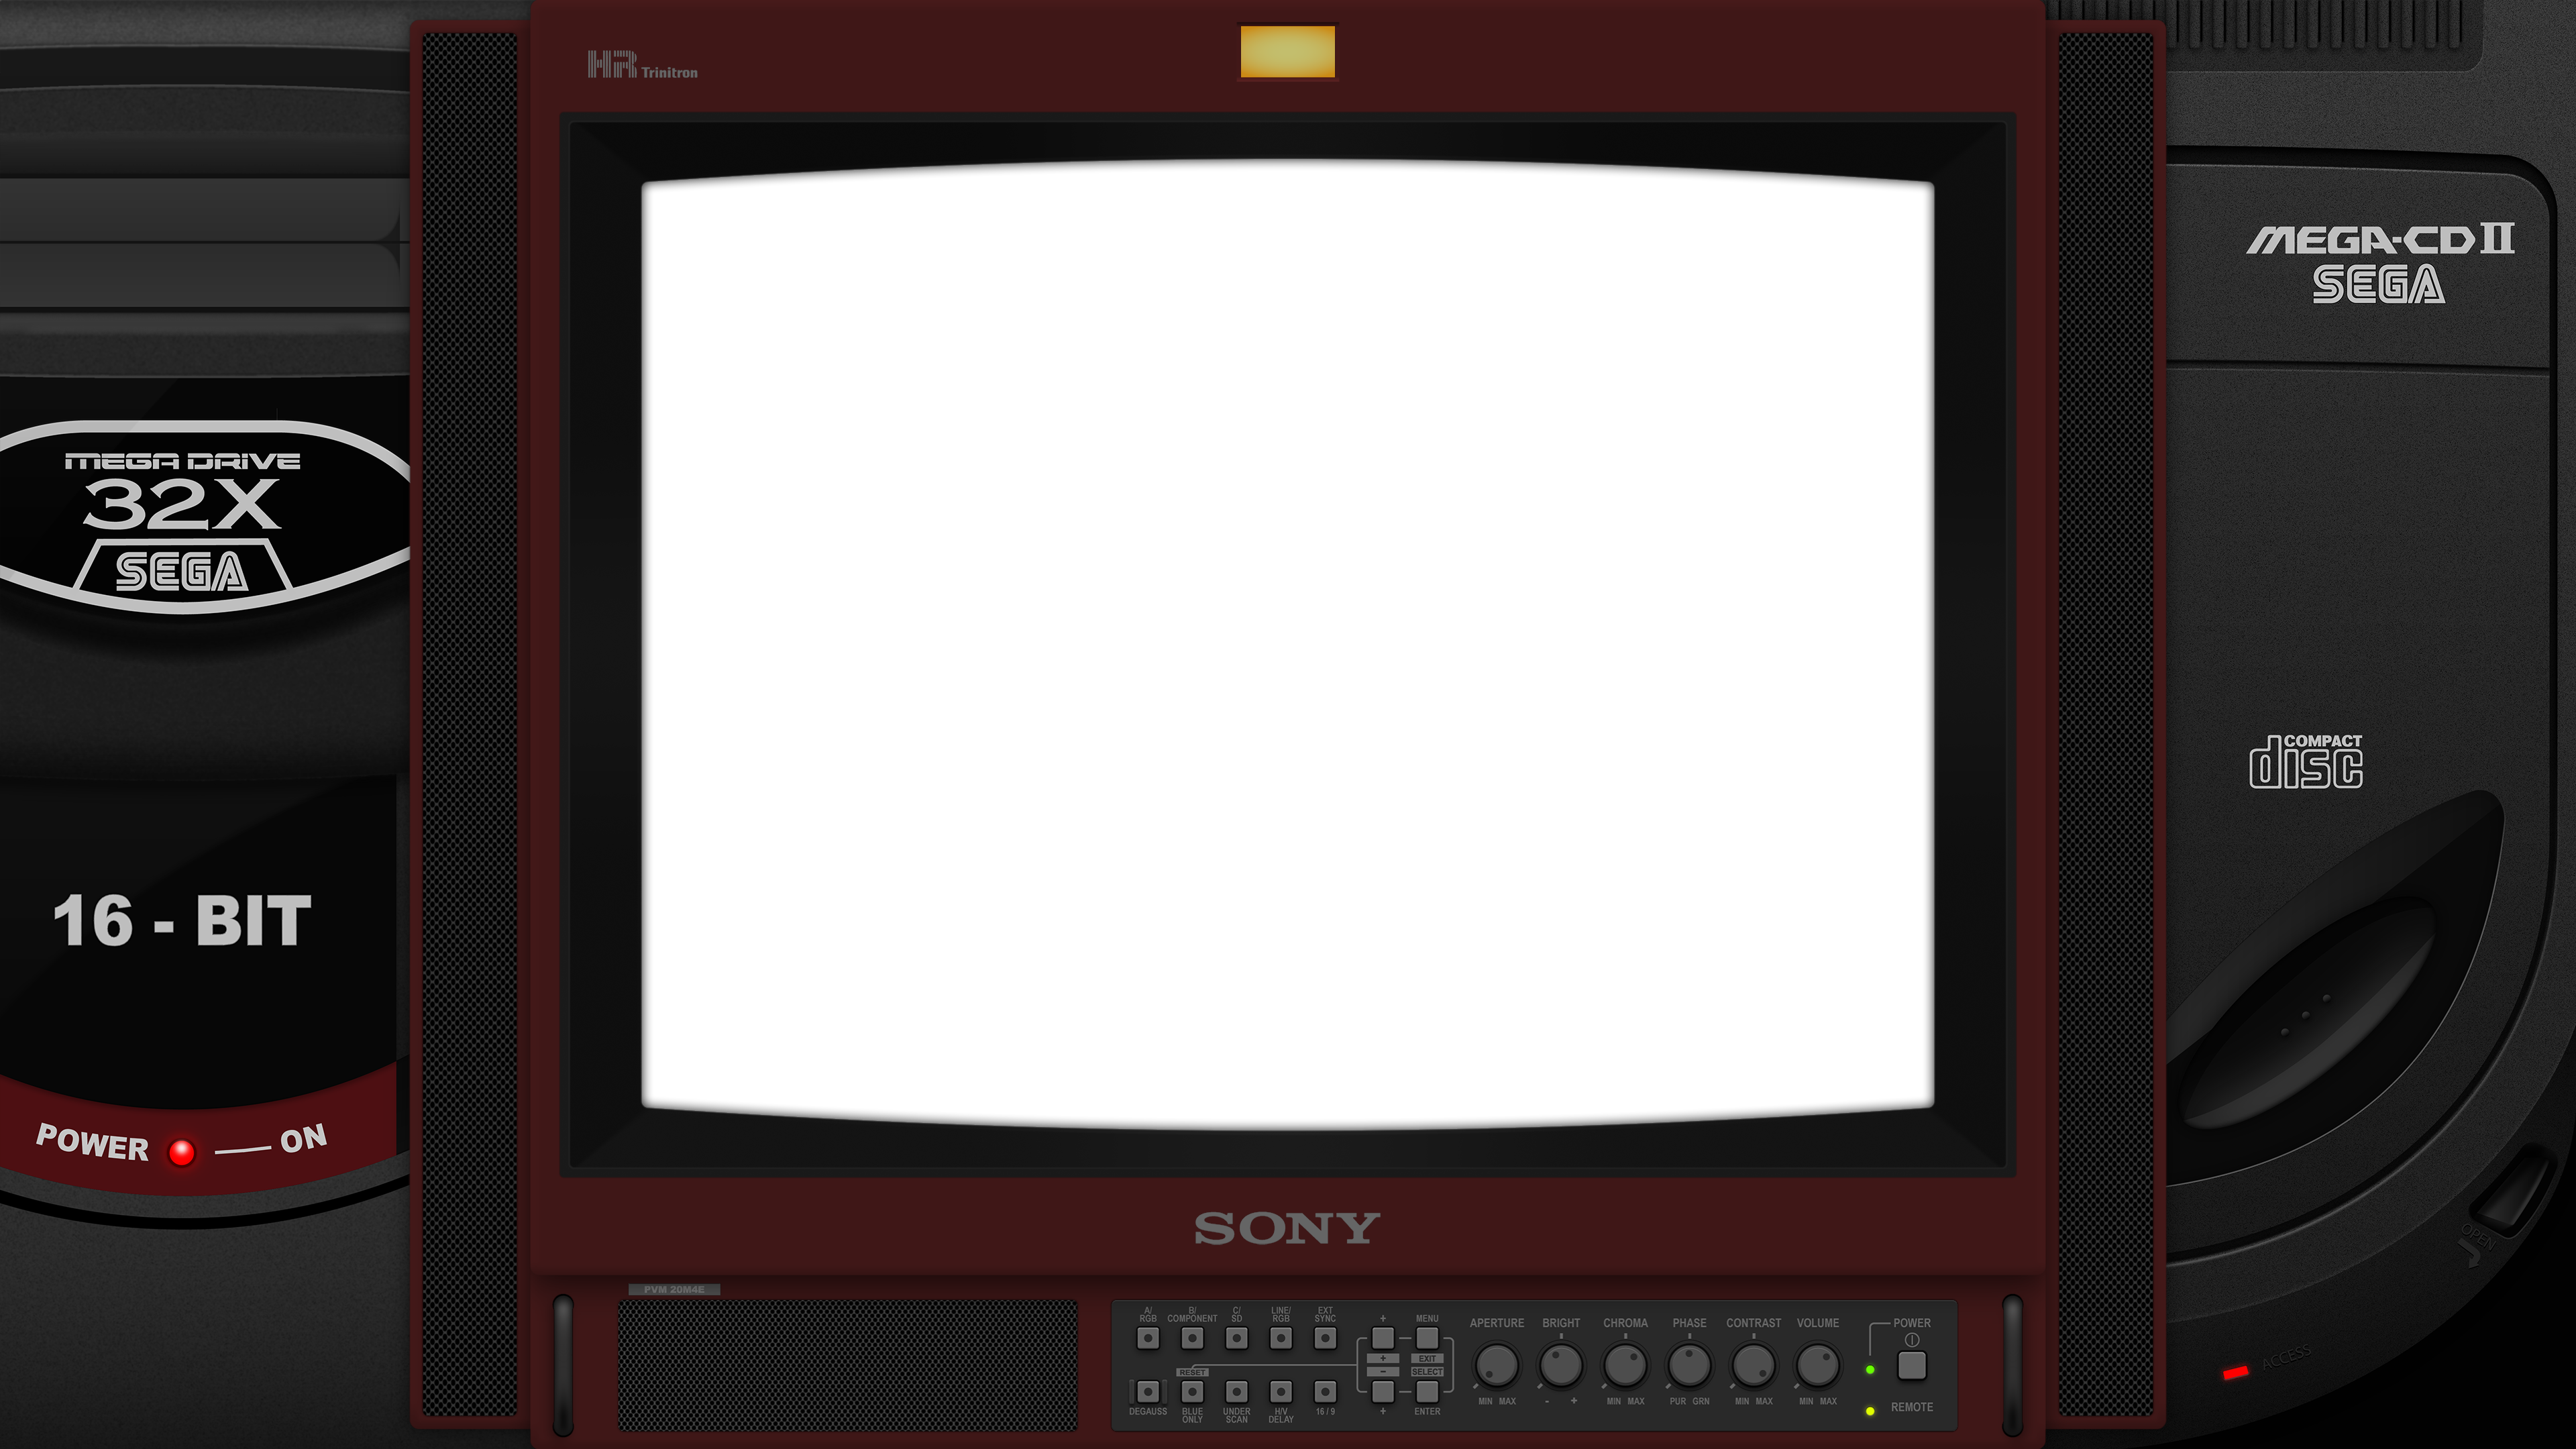 HR Trinitron
MEGA-CD II
SEGA
MEGA DRIVE
32X
SEGA
COMPACT
disc
16 - BIT
POWER ON
SONY
OPEN
PVM 20M4E
A/
RGB
B/
COMPONENT
C/
SD
LINE/
RGB
EXT
SYNC
+
MENU
+
EXIT
RESET
−
SELECT
DEGAUSS
BLUE
ONLY
UNDER
SCAN
H/V
DELAY
16 / 9
+
ENTER
APERTURE
BRIGHT
CHROMA
PHASE
CONTRAST
VOLUME
POWER
MIN MAX
- +
MIN MAX
PUR GRN
MIN MAX
MIN MAX
REMOTE
ACCESS